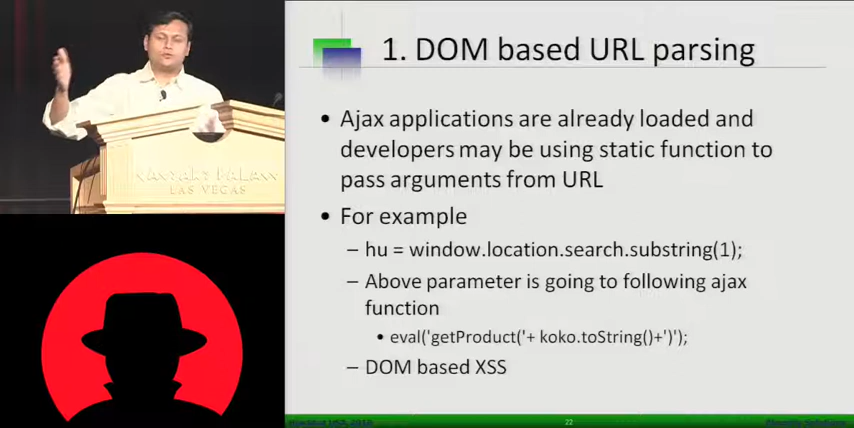 1. DOM based URL parsing
• Ajax applications are already loaded and
developers may be using static function to
pass arguments from URL
• For example
– hu = window.location.search.substring(1);
– Above parameter is going to following ajax
function
• eval('getProduct('+ koko.toString()+')');
– DOM based XSS
22
LAS VEGAS